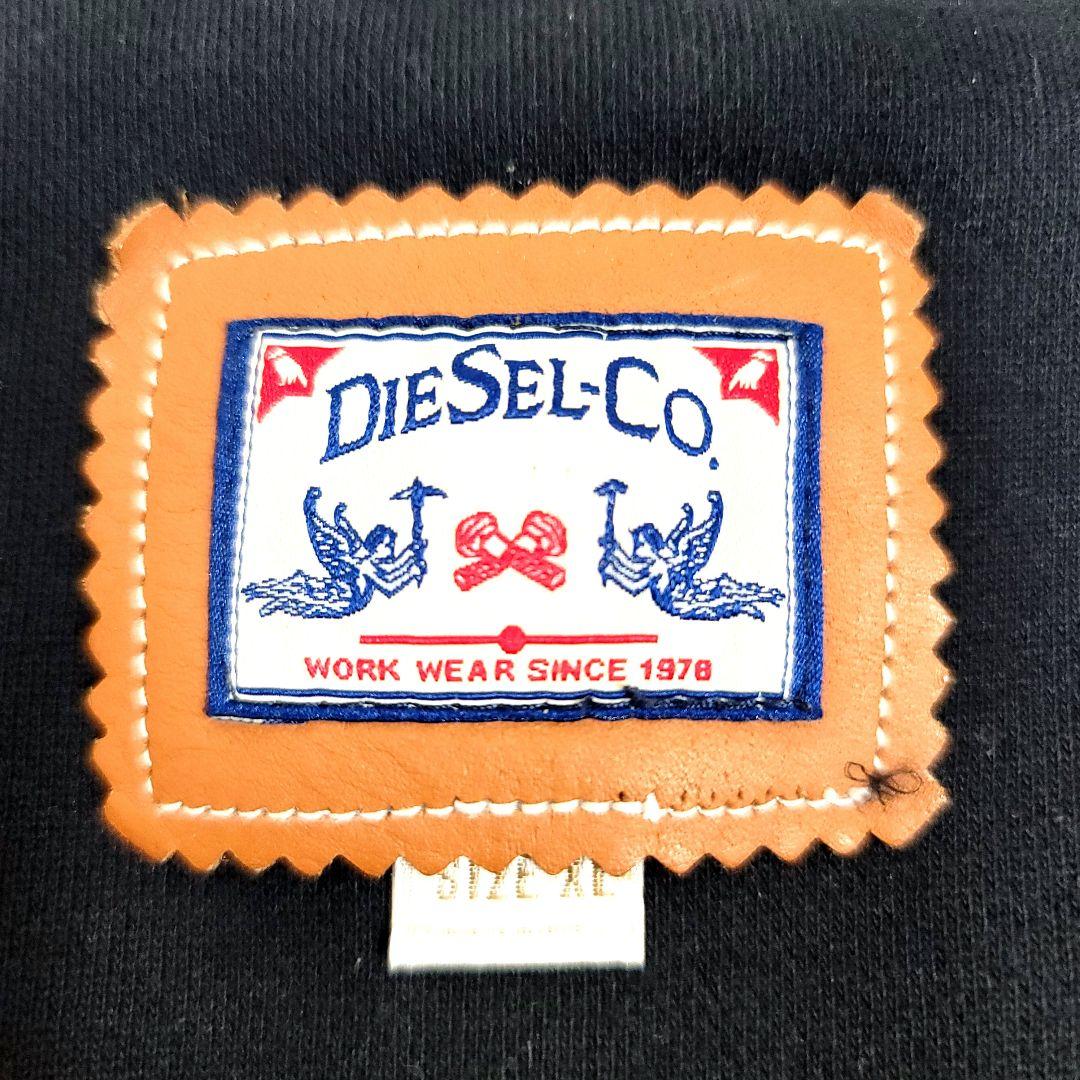 DIESEL-CO.
WORK WEAR SINCE 1978
SIZE XL